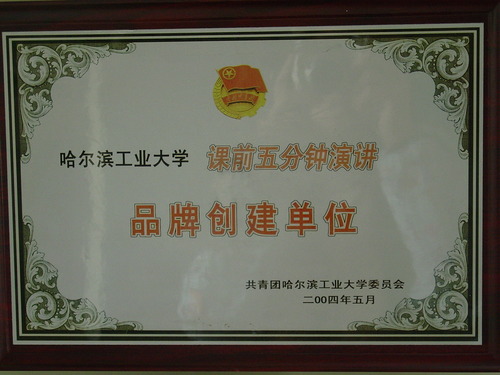 哈尔滨工业大学 课前五分钟演讲
品牌创建单位
共青团哈尔滨工业大学委员会
二00四年五月